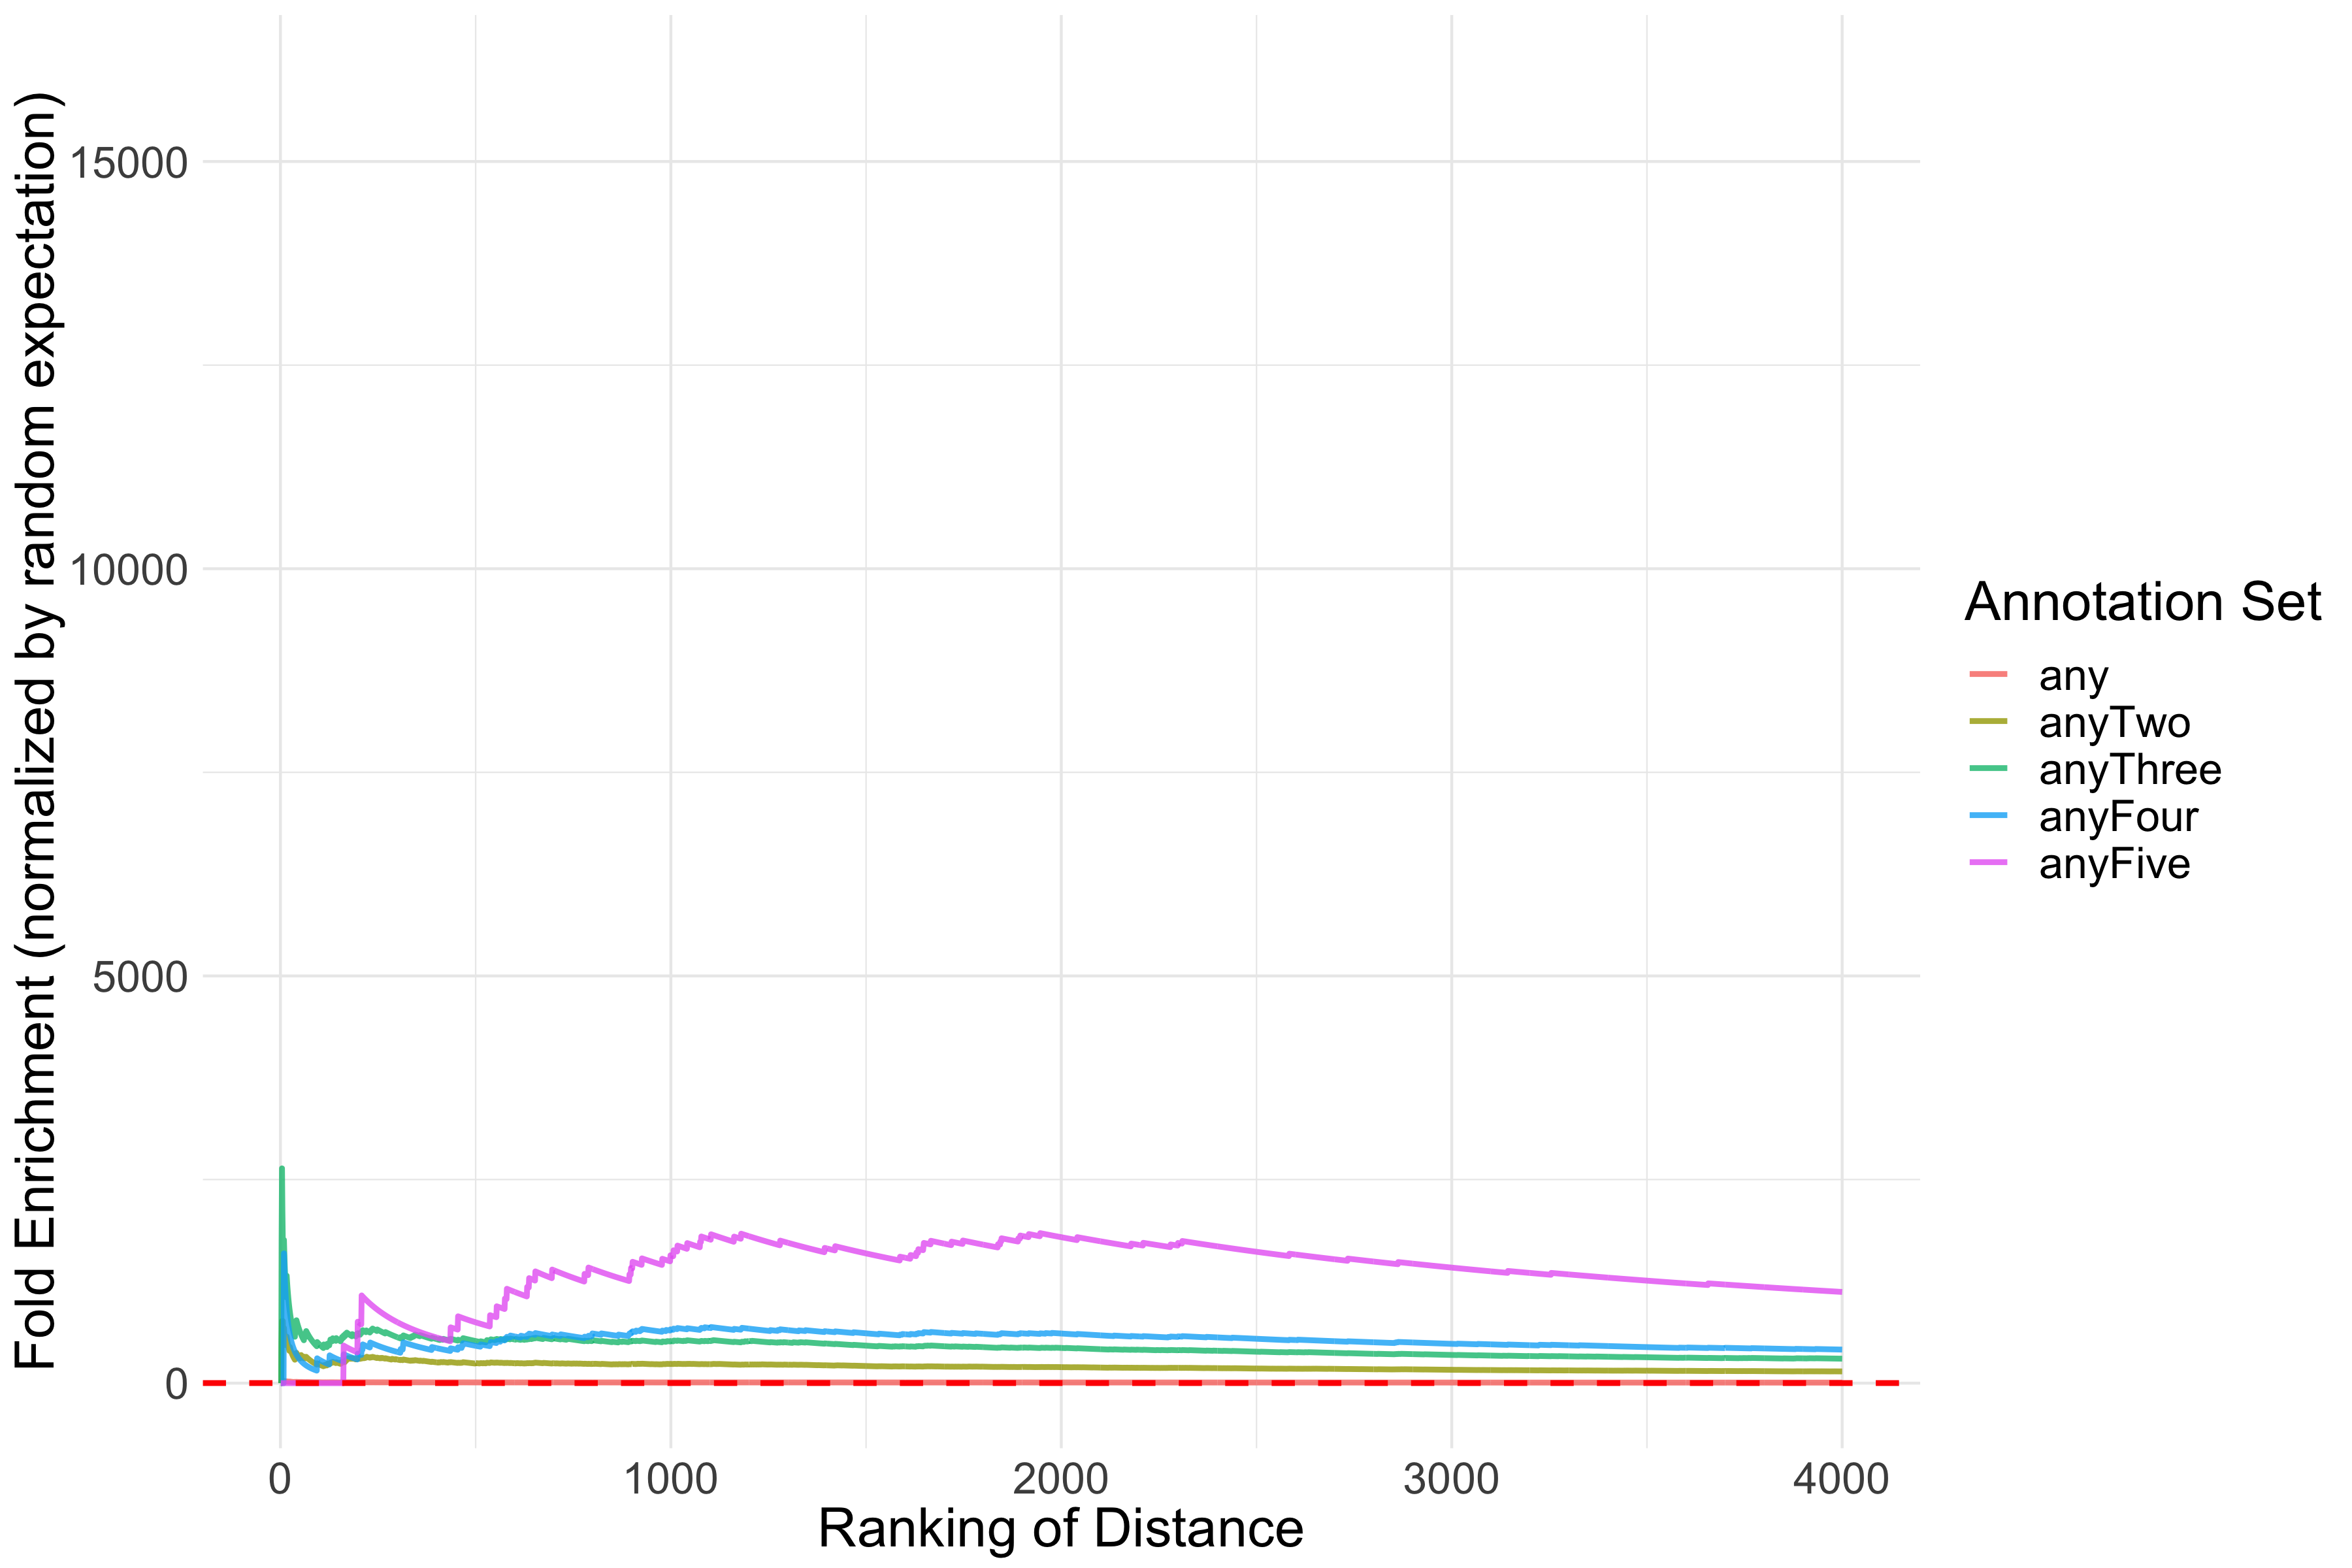 Fold Enrichment (normalized by random expectation)
15000
10000
5000
0
0 1000 2000 3000 4000
Ranking of Distance
Annotation Set
any
anyTwo
anyThree
anyFour
anyFive